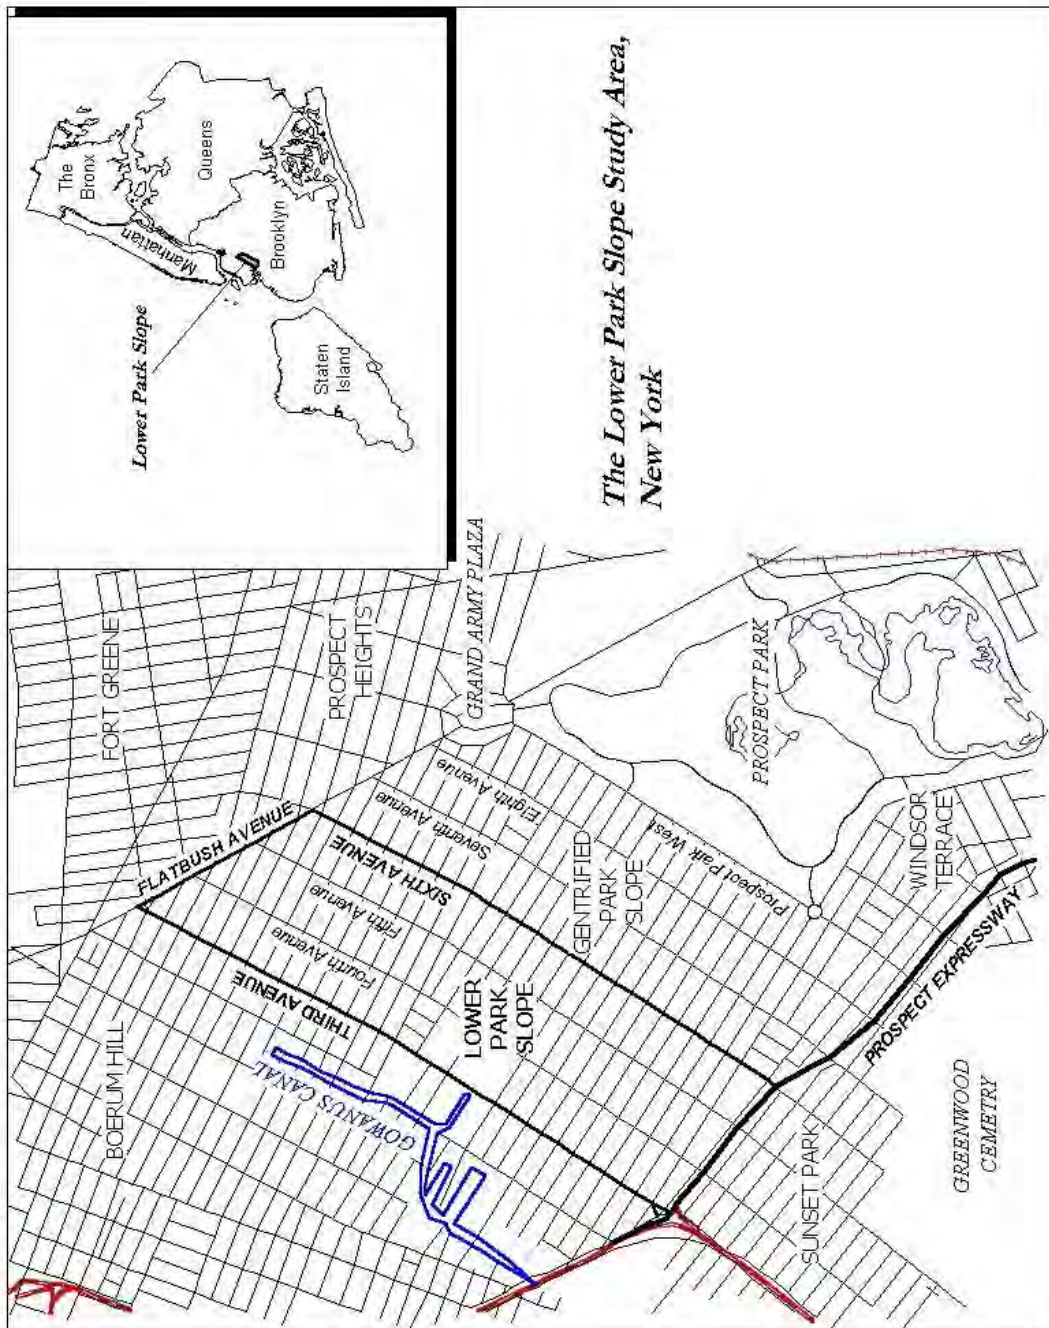 The Lower Park Slope Study Area,
New York
The
Bronx
Manhattan
Queens
Brooklyn
Lower Park Slope
Staten
Island
FORT GREENE
PROSPECT
HEIGHTS
GRAND ARMY PLAZA
FLATBUSH AVENUE
BOERUM HILL
THIRD AVENUE
Fourth Avenue
Fifth Avenue
SIXTH AVENUE
Seventh Avenue
Eighth Avenue
Prospect Park West
GOWANUS CANAL
LOWER
PARK
SLOPE
GENTRIFIED
PARK
SLOPE
PROSPECT PARK
WINDSOR
TERRACE
PROSPECT EXPRESSWAY
SUNSET PARK
GREENWOOD
CEMETRY